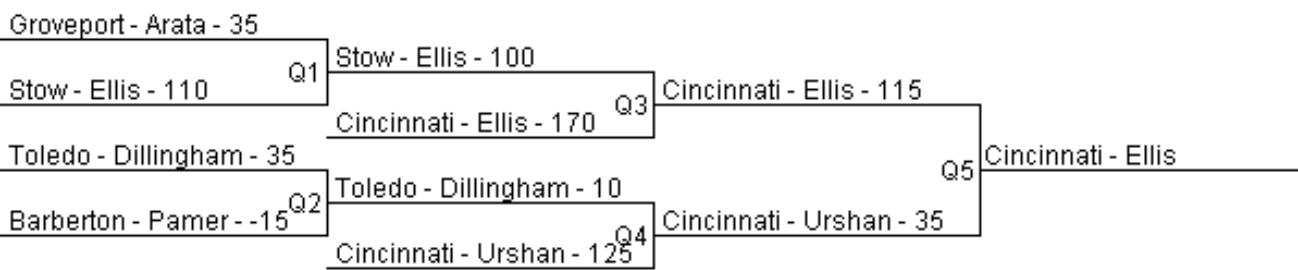 Groveport - Arata - 35
Stow - Ellis - 100
Q1
Stow - Ellis - 110
Cincinnati - Ellis - 115
Q3
Cincinnati - Ellis - 170
Toledo - Dillingham - 35
Cincinnati - Ellis
Q5
Toledo - Dillingham - 10
Q2
Barberton - Pamer - -15
Cincinnati - Urshan - 35
Q4
Cincinnati - Urshan - 125